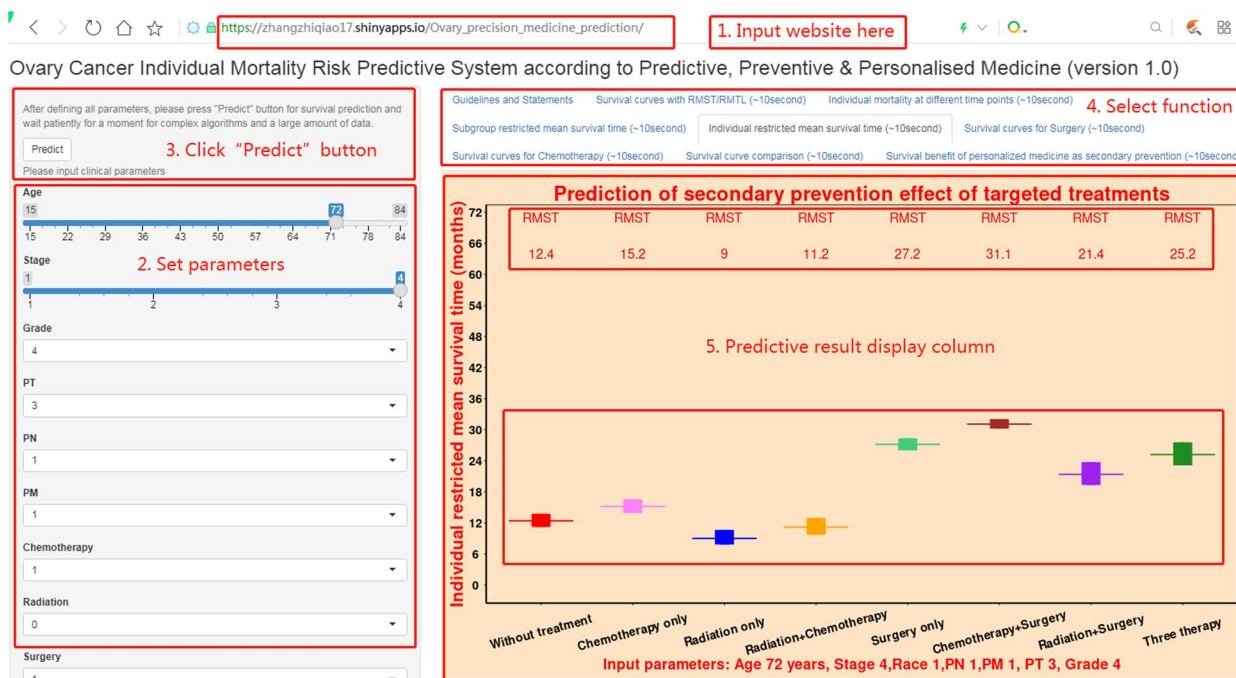 https://zhangzhiqiao17.shinyapps.io/Ovary_precision_medicine_prediction/
1. Input website here
Ovary Cancer Individual Mortality Risk Predictive System according to Predictive, Preventive & Personalised Medicine (version 1.0)
After defining all parameters, please press "Predict" button for survival prediction and
wait patiently for a moment for complex algorithms and a large amount of data.
Predict
3. Click “Predict” button
Please input clinical parameters
Age
15 72 84
15 22 29 36 43 50 57 64 71 78 84
Stage
2. Set parameters
1 4
1 2 3 4
Grade
4
PT
3
PN
1
PM
1
Chemotherapy
1
Radiation
0
Surgery
Guidelines and Statements Survival curves with RMST/RMTL (~10second) Individual mortality at different time points (~10second)
4. Select function
Subgroup restricted mean survival time (~10second) Individual restricted mean survival time (~10second) Survival curves for Surgery (~10second)
Survival curves for Chemotherapy (~10second) Survival curve comparison (~10second) Survival benefit of personalized medicine as secondary prevention (~10second
Prediction of secondary prevention effect of targeted treatments
RMST RMST RMST RMST RMST RMST RMST RMST
12.4 15.2 9 11.2 27.2 31.1 21.4 25.2
5. Predictive result display column
Individual restricted mean survival time (months)
72
66
60
54
48
42
36
30
24
18
12
6
0
Without treatment Chemotherapy only Radiation only Radiation+Chemotherapy Surgery only Chemotherapy+Surgery Radiation+Surgery Three therapy
Input parameters: Age 72 years, Stage 4,Race 1,PN 1,PM 1, PT 3, Grade 4